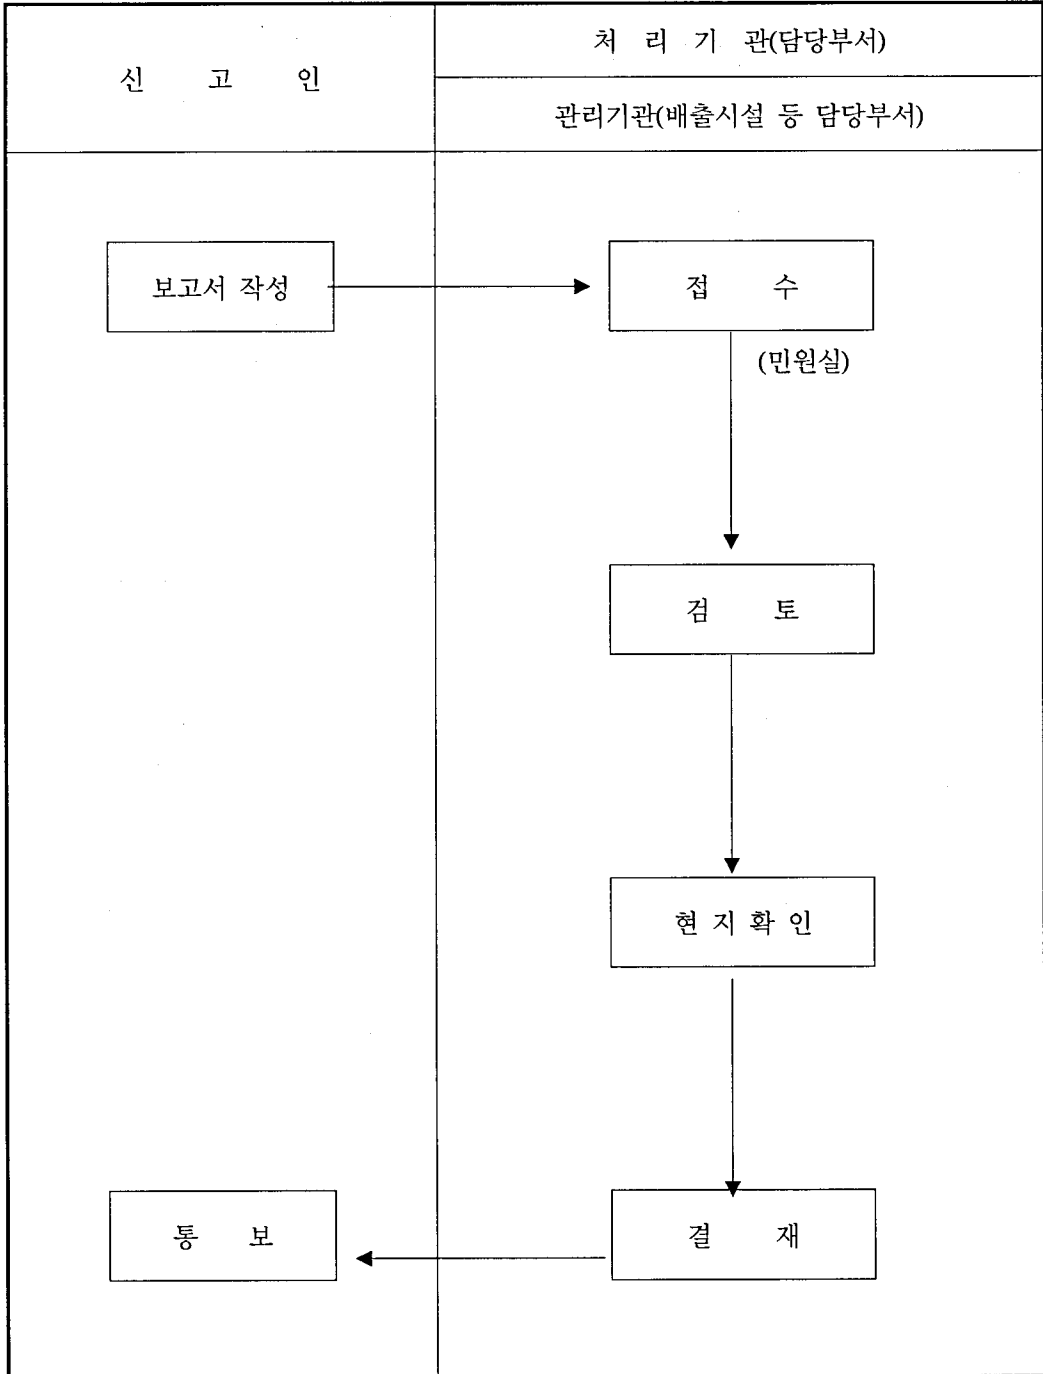 신 고 인
처 리 기 관(담당부서)
관리기관(배출시설 등 담당부서)
보고서 작성
접 수
(민원실)
검 토
현 지 확 인
통 보
결 재